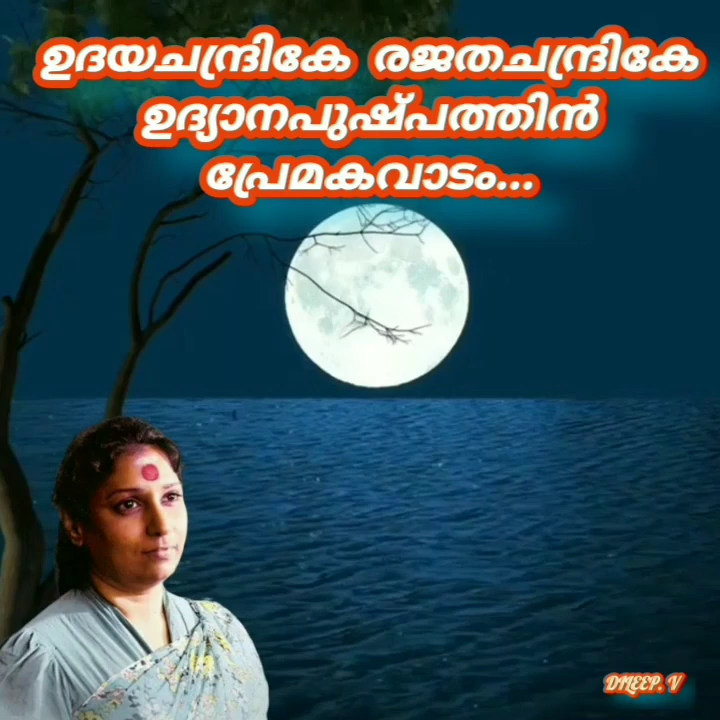 ഉദയചന്ദ്രികേ രജതചന്ദ്രികേ
ഉദ്യാനപുഷ്പത്തിൻ
പ്രേമകവാടം...
DILEEP. V